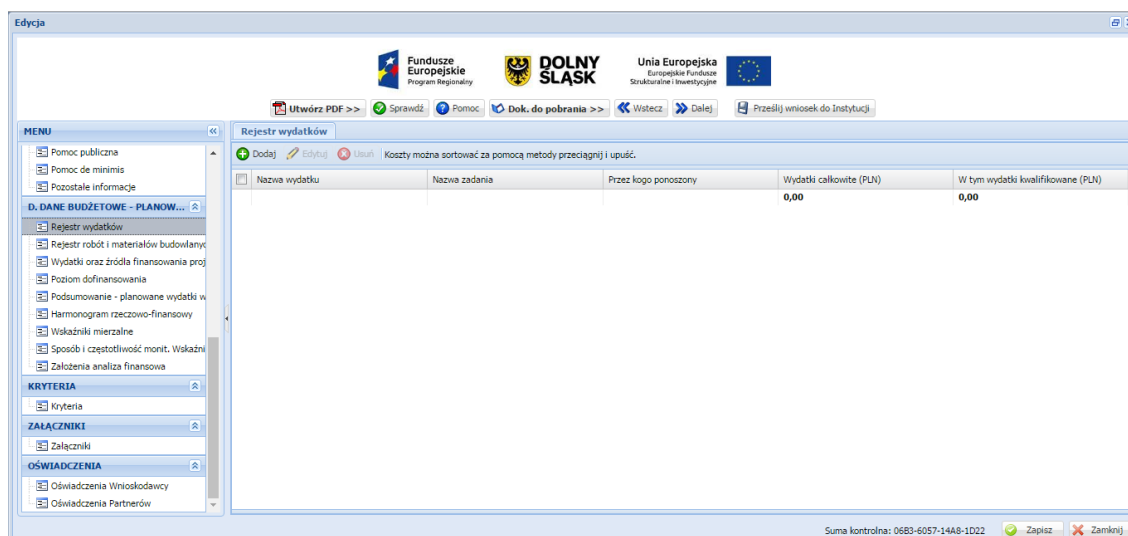 Edycja
Fundusze
Europejskie
Program Regionalny
DOLNY
ŚLĄSK
Unia Europejska
Europejskie Fundusze
Strukturalne i Inwestycyjne
Utwórz PDF >> Sprawdź Pomoc Dok. do pobrania >> Wstecz Dalej Prześlij wniosek do Instytucji
MENU
Pomoc publiczna
Pomoc de minimis
Pozostałe informacje
D. DANE BUDŻETOWE - PLANOW...
Rejestr wydatków
Rejestr robót i materiałów budowlanyc
Wydatki oraz źródła finansowania proj
Poziom dofinansowania
Podsumowanie - planowane wydatki w
Harmonogram rzeczowo-finansowy
Wskaźniki mierzalne
Sposób i częstotliwość monit. Wskaźni
Założenia analiza finansowa
KRYTERIA
Kryteria
ZAŁĄCZNIKI
Załączniki
OŚWIADCZENIA
Oświadczenia Wnioskodawcy
Oświadczenia Partnerów
Rejestr wydatków
Dodaj Edytuj Usuń Koszty można sortować za pomocą metody przeciągnij i upuść.
Nazwa wydatku Nazwa zadania Przez kogo ponoszony Wydatki całkowite (PLN) W tym wydatki kwalifikowane (PLN)
0,00 0,00
Suma kontrolna: 06B3-6057-14A8-1D22 Zapisz Zamknij